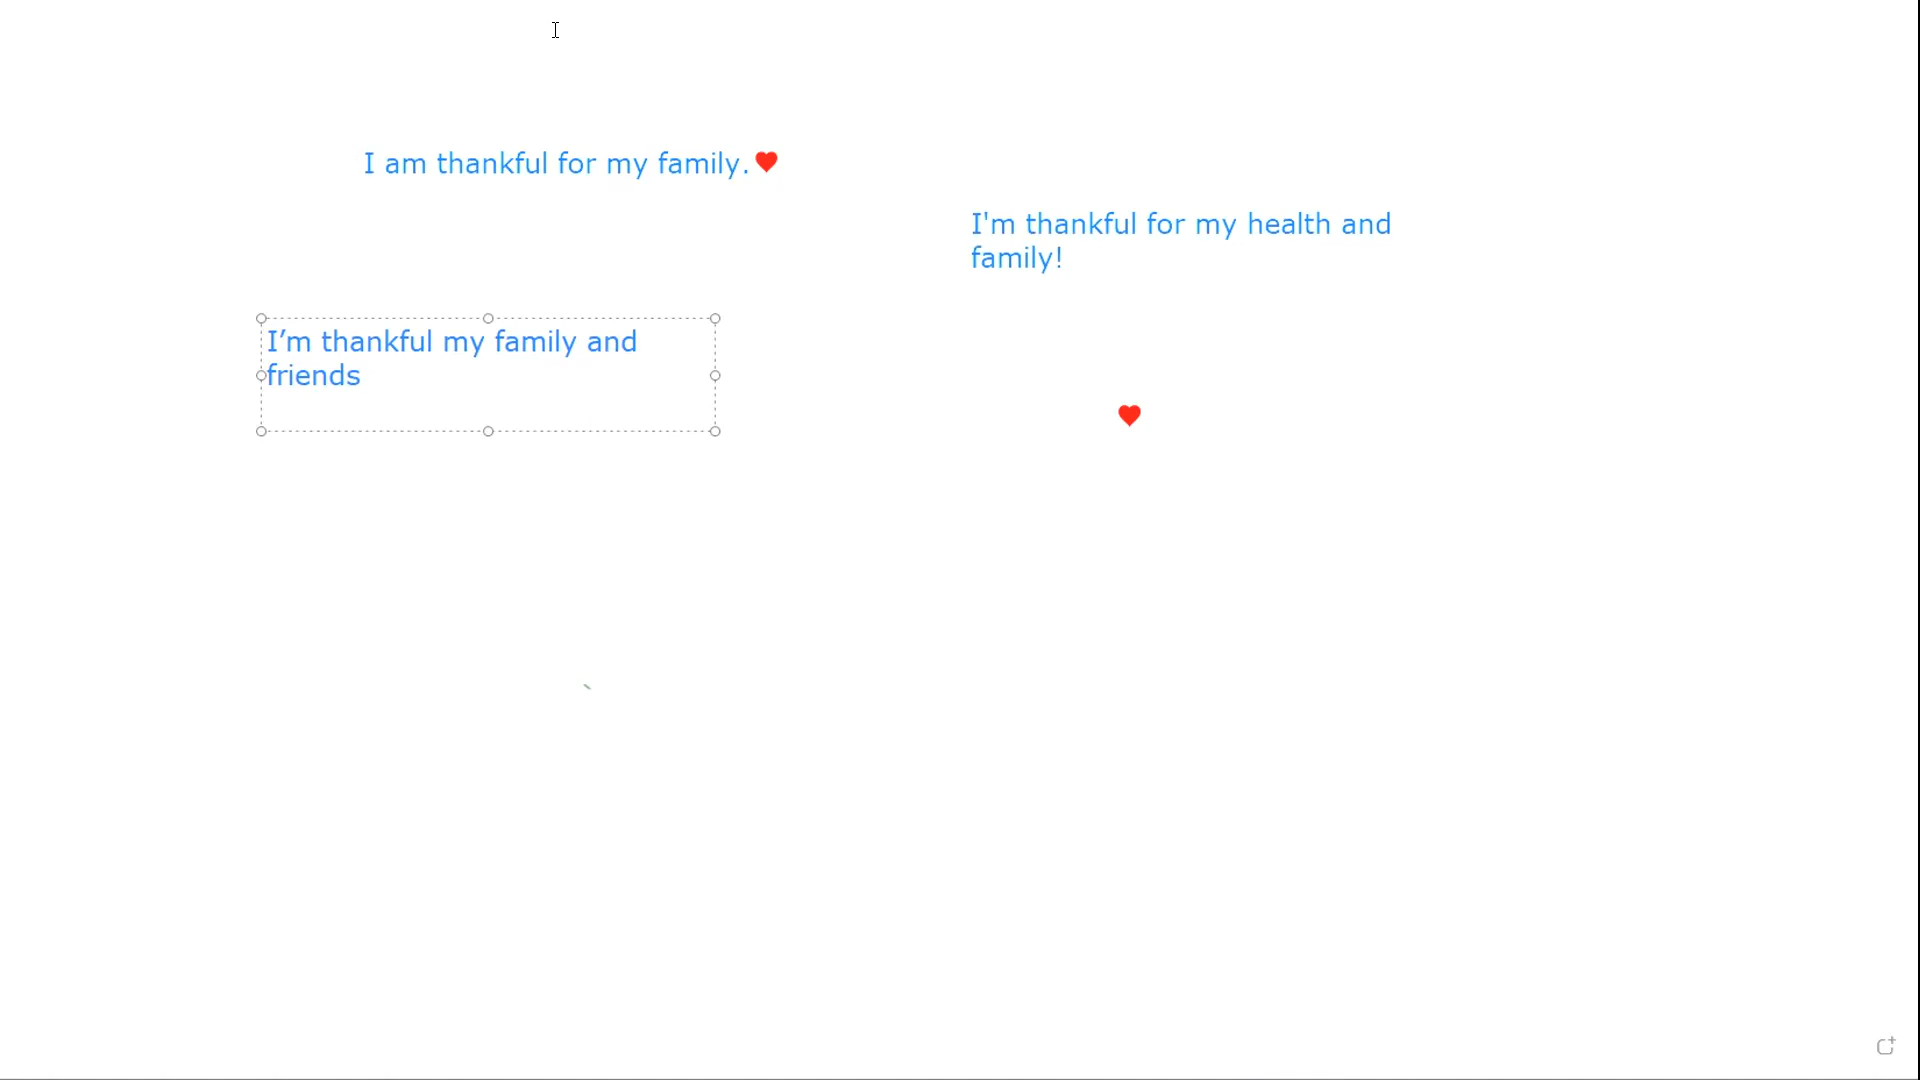 I am thankful for my family.❤
I'm thankful for my health and
family!
I’m thankful my family and
friends